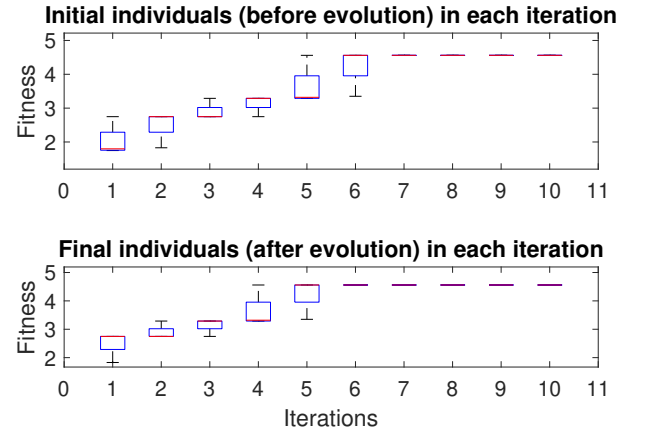 Initial individuals (before evolution) in each iteration
5
4
3
2
Fitness
0 1 2 3 4 5 6 7 8 9 10 11
Final individuals (after evolution) in each iteration
5
4
3
2
Fitness
0 1 2 3 4 5 6 7 8 9 10 11
Iterations